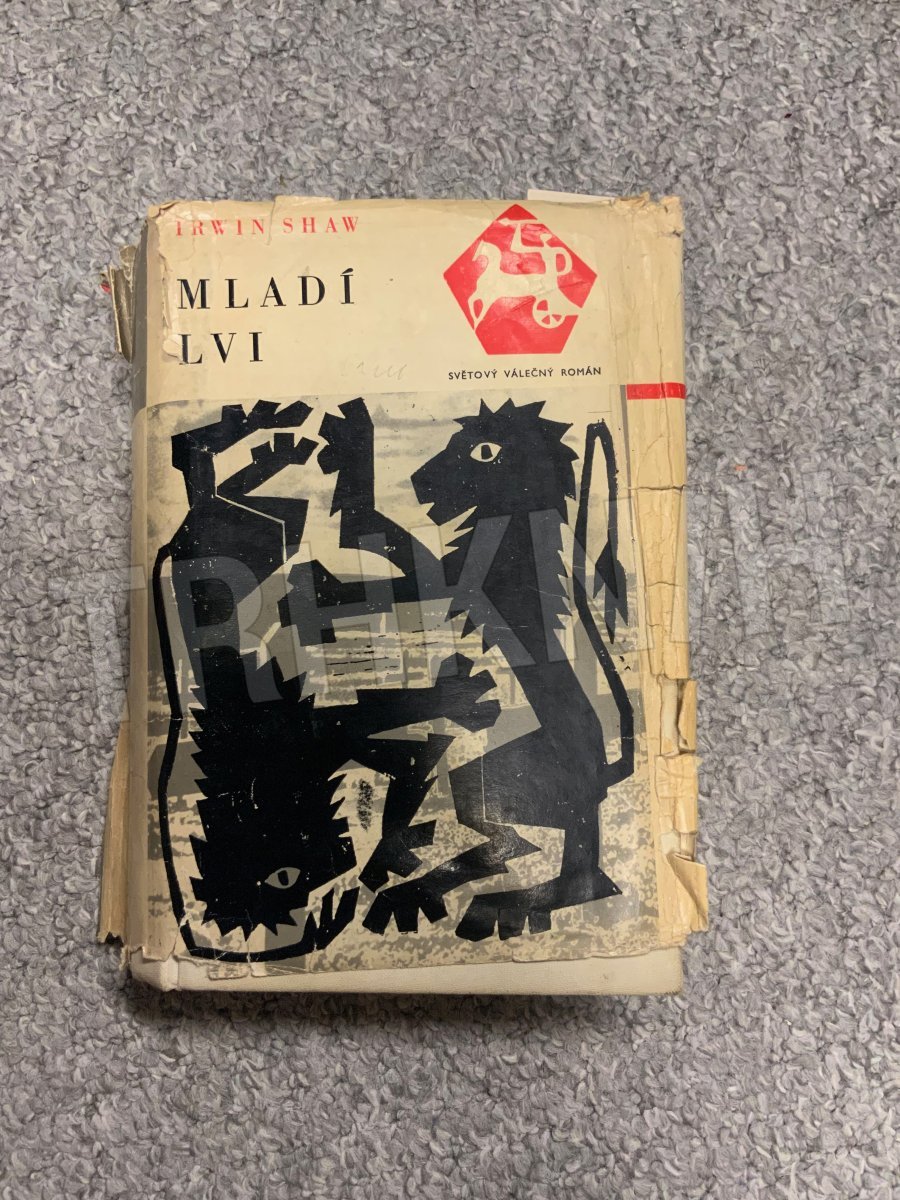 IRWIN SHAW
MLADÍ
LVI
SVĚTOVÝ VÁLEČNÝ ROMÁN